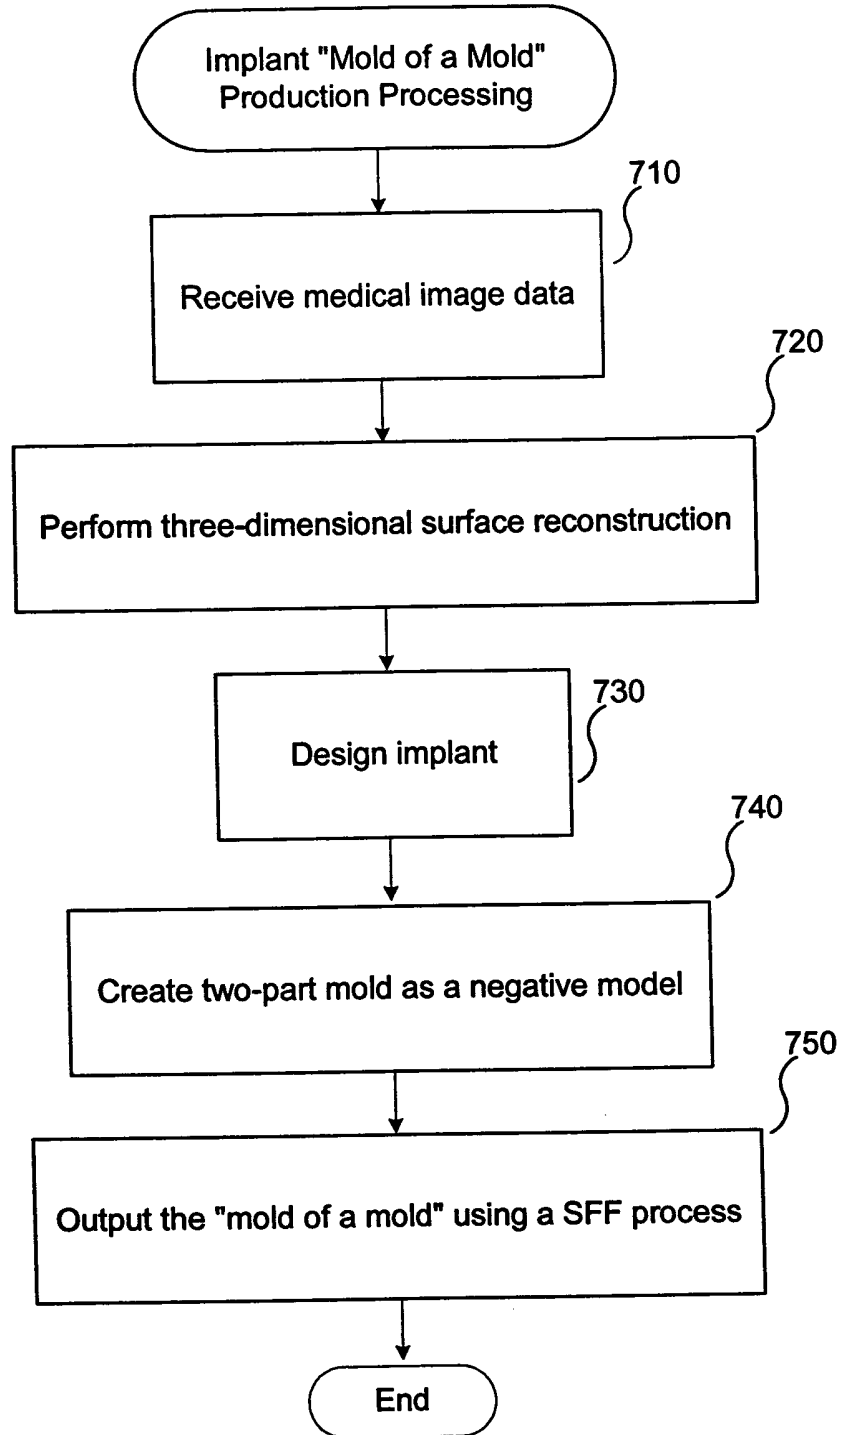 Implant "Mold of a Mold"
Production Processing
710
Receive medical image data
720
Perform three-dimensional surface reconstruction
730
Design implant
740
Create two-part mold as a negative model
750
Output the "mold of a mold" using a SFF process
End